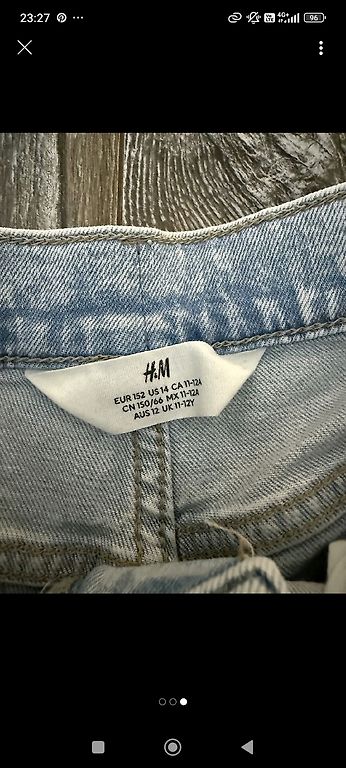 23:27
4G+
96
H&M
EUR 152 US 14 CA 11-12A
CN 150/66 MX 11-12A
AUS 12 UK 11-12Y